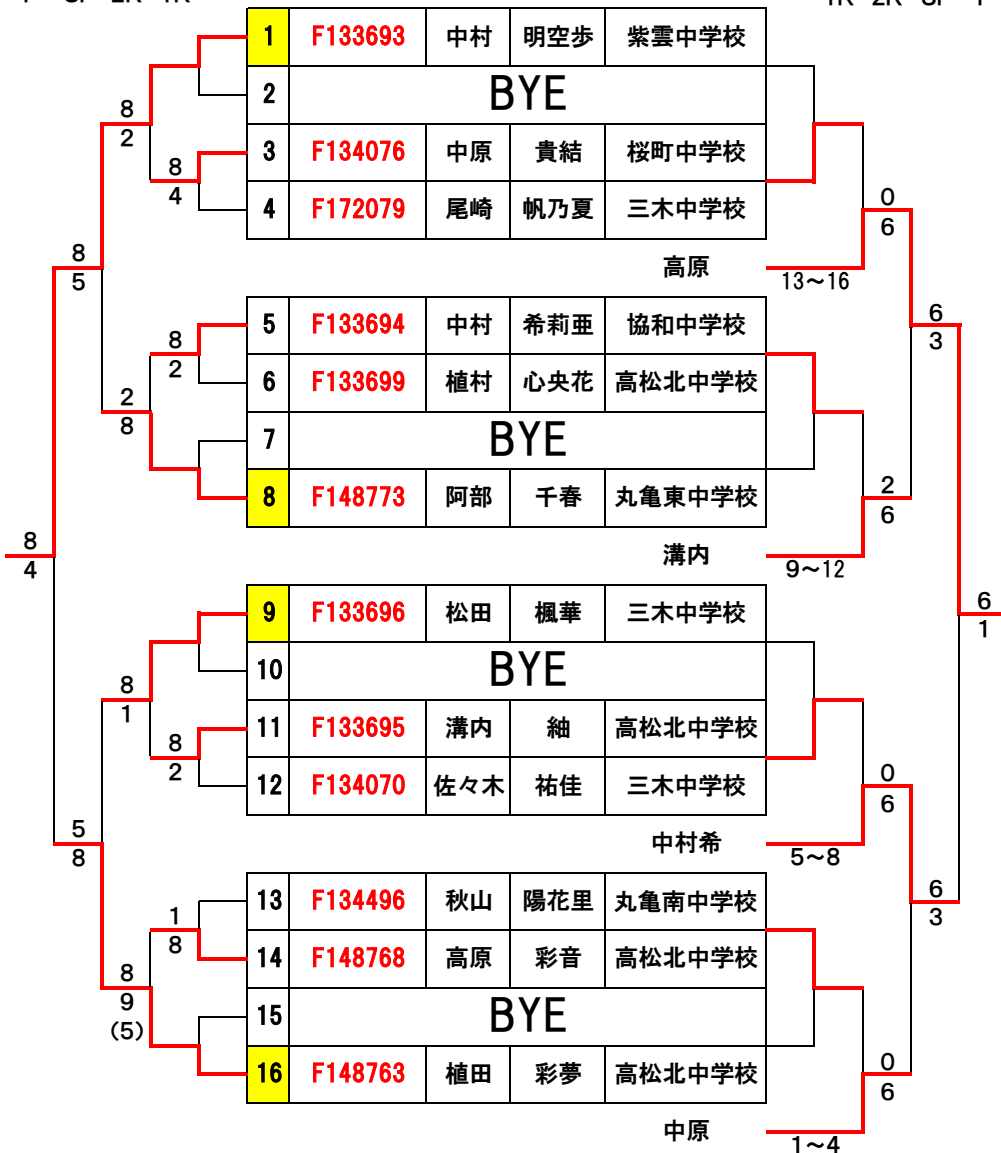 1 F133693 中村 明空歩 紫雲中学校
2 BYE
8
2
3 F134076 中原 貴結 桜町中学校
8
4
4 F172079 尾崎 帆乃夏 三木中学校
0
6
8
5
高原
13～16
5 F133694 中村 希莉亜 協和中学校
8
2
6
3
6 F133699 植村 心央花 高松北中学校
2
8
7 BYE
8 F148773 阿部 千春 丸亀東中学校
2
6
8
4
溝内
9～12
9 F133696 松田 楓華 三木中学校
6
1
10 BYE
8
1
11 F133695 溝内 紬 高松北中学校
8
2
12 F134070 佐々木 祐佳 三木中学校
0
6
5
8
中村希
5～8
13 F134496 秋山 陽花里 丸亀南中学校
1
8
6
3
14 F148768 高原 彩音 高松北中学校
8
9
(5)
15 BYE
16 F148763 植田 彩夢 高松北中学校
0
6
中原
1～4